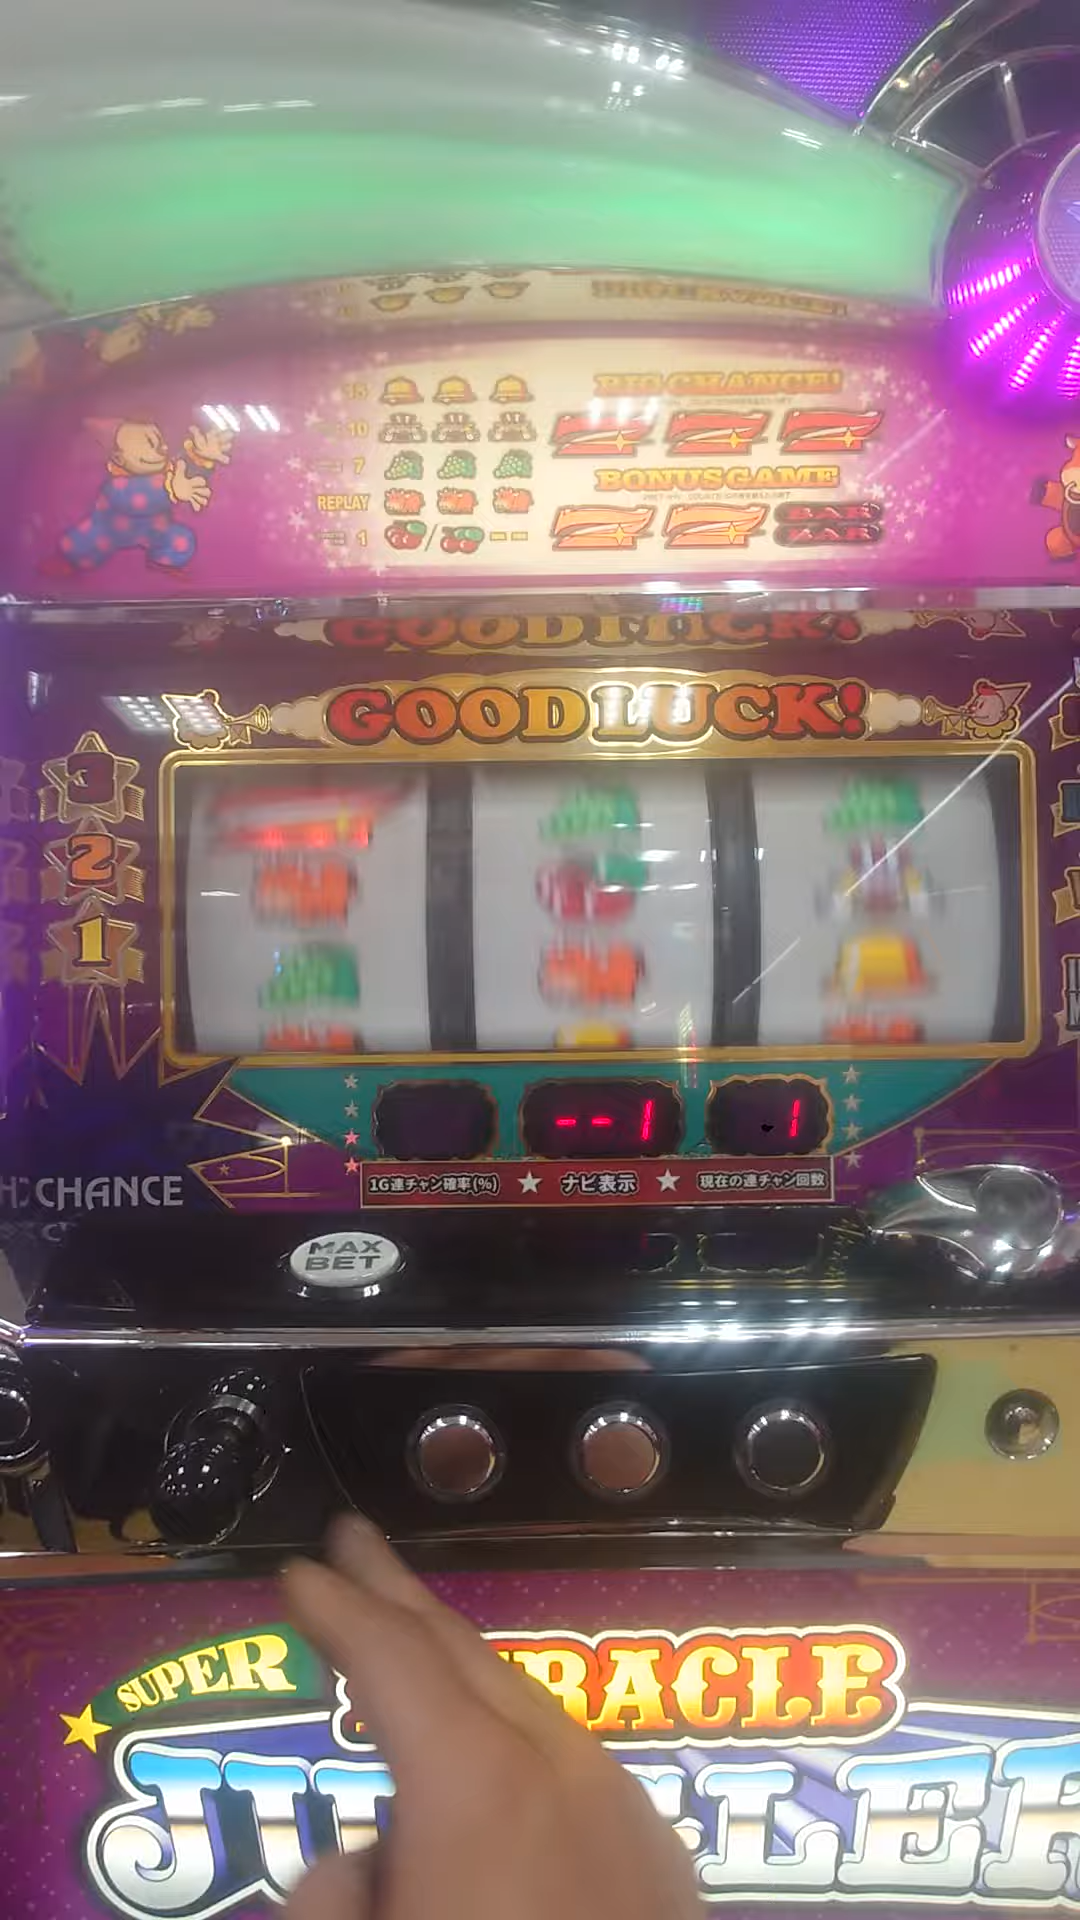 BIG CHANCE!
15
10
7
REPLAY
1
777
BONUS GAME
77 BAR BAR
GOOD LUCK!
3
2
1
--1
1
1G連チャン確率(%) ★ ナビ表示 ★ 現在の連チャン回数
CHANCE
MAX
BET
SUPER
RACLE